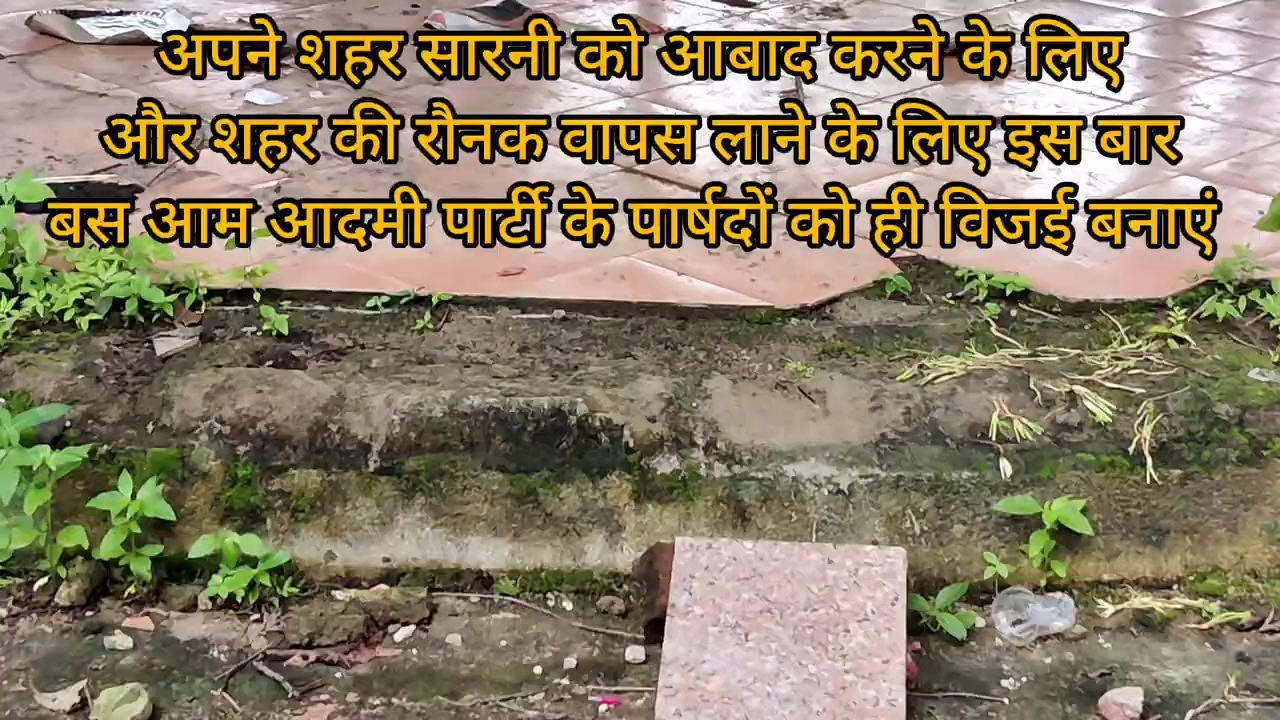 अपने शहर सारनी को आबाद करने के लिए
और शहर की रौनक वापस लाने के लिए इस बार
बस आम आदमी पार्टी के पार्षदों को ही विजई बनाएं